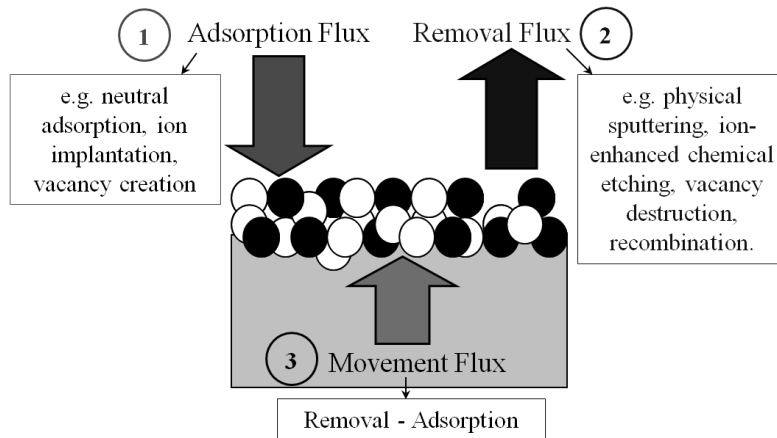 1 Adsorption Flux
Removal Flux 2
e.g. neutral
adsorption, ion
implantation,
vacancy creation
e.g. physical
sputtering, ion-
enhanced chemical
etching, vacancy
destruction,
recombination.
3 Movement Flux
Removal - Adsorption